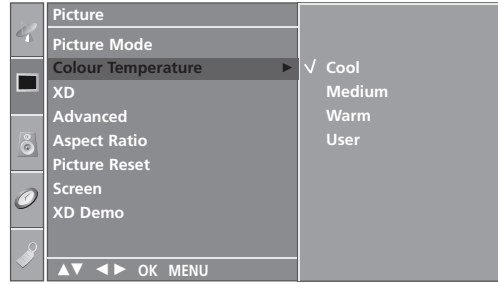 Picture
Picture Mode
Colour Temperature ► √ Cool
XD Medium
Advanced Warm
Aspect Ratio User
Picture Reset
Screen
XD Demo
▲▼ ◄► OK MENU